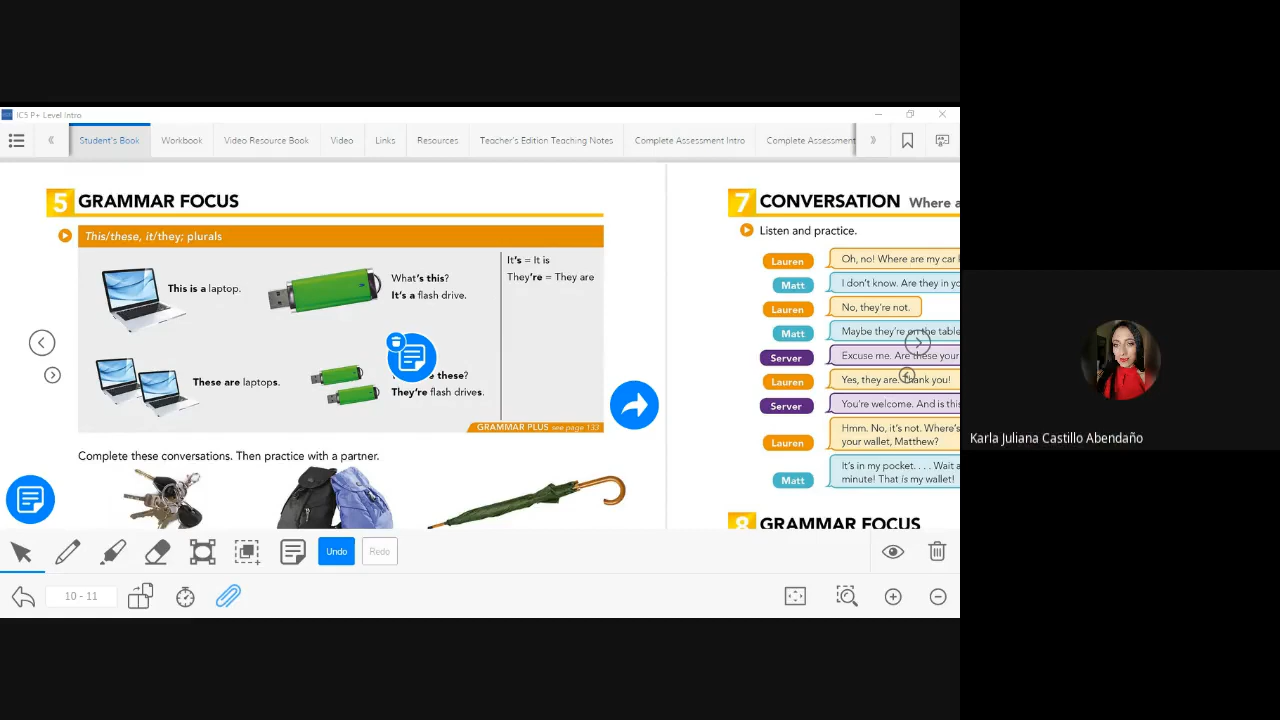 IC5 P+ Level Intro
Student's Book
Workbook
Video Resource Book
Video
Links
Resources
Teacher's Edition Teaching Notes
Complete Assessment Intro
Complete Assessment
5 GRAMMAR FOCUS
This/these, it/they; plurals
This is a laptop.
What's this?
It's a flash drive.
It's = It is
They're = They are
These are laptops.
these?
They're flash drives.
GRAMMAR PLUS see page 133
Complete these conversations. Then practice with a partner.
7 CONVERSATION Where a
Listen and practice.
Lauren Oh, no! Where are my car
Matt I don't know. Are they in yo
Lauren No, they're not.
Matt Maybe they're on the table
Server Excuse me. Are these your
Lauren Yes, they are. Thank you!
Server You're welcome. And is this
Lauren Hmm. No, it's not. Where's
your wallet, Matthew?
Matt It's in my pocket. . . . Wait a
minute! That is my wallet!
8 GRAMMAR FOCUS
Undo
Redo
10 - 11
Karla Juliana Castillo Abendaño